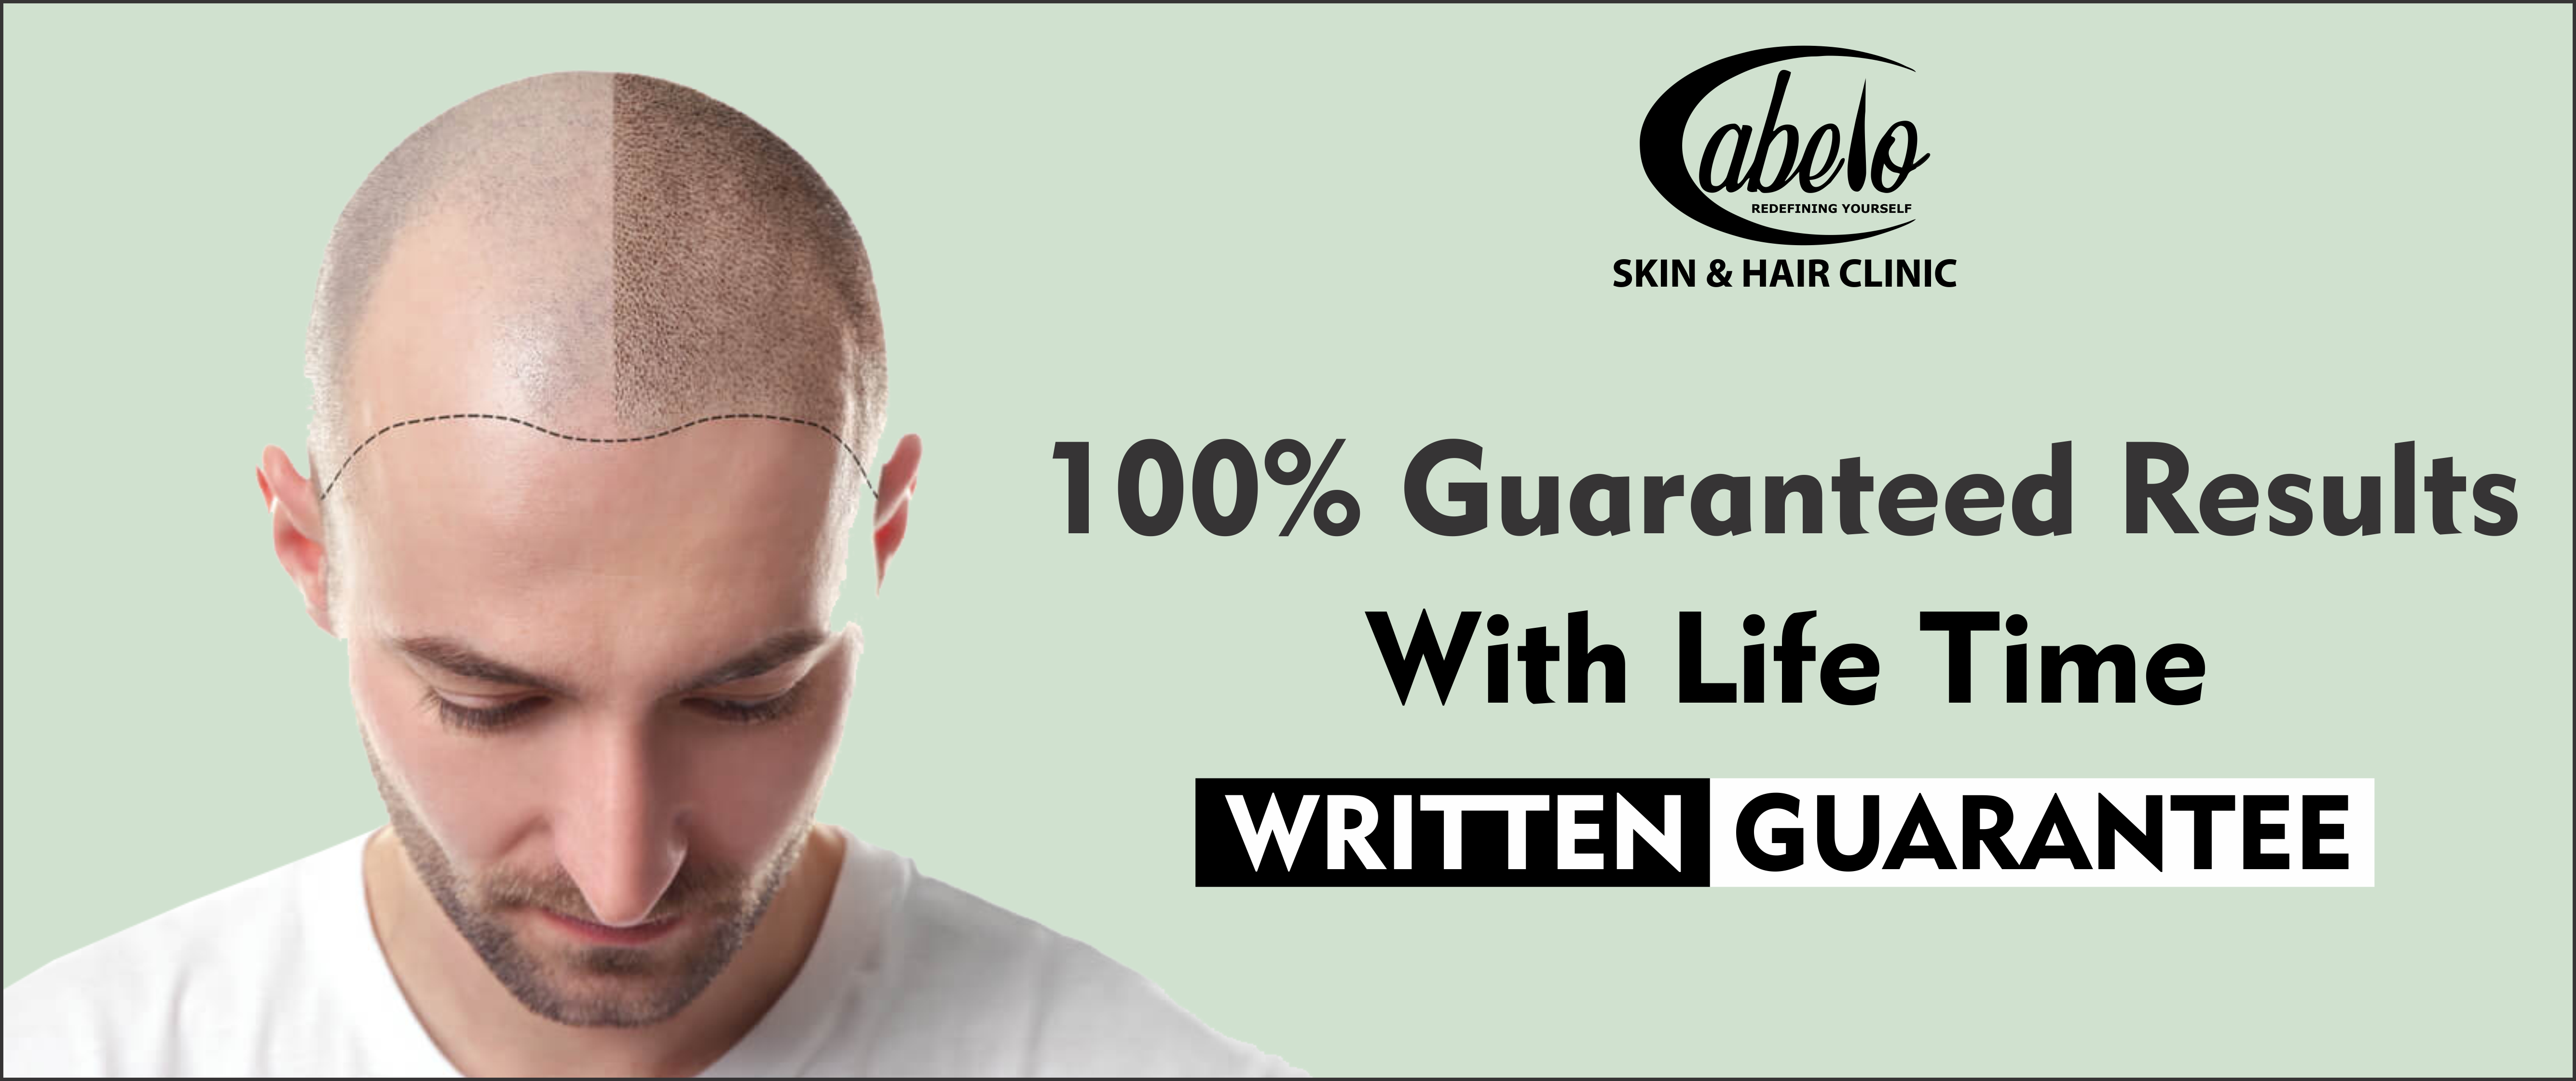 Cabelo
REDEFINING YOURSELF
SKIN & HAIR CLINIC
100% Guaranteed Results
With Life Time
WRITTEN GUARANTEE